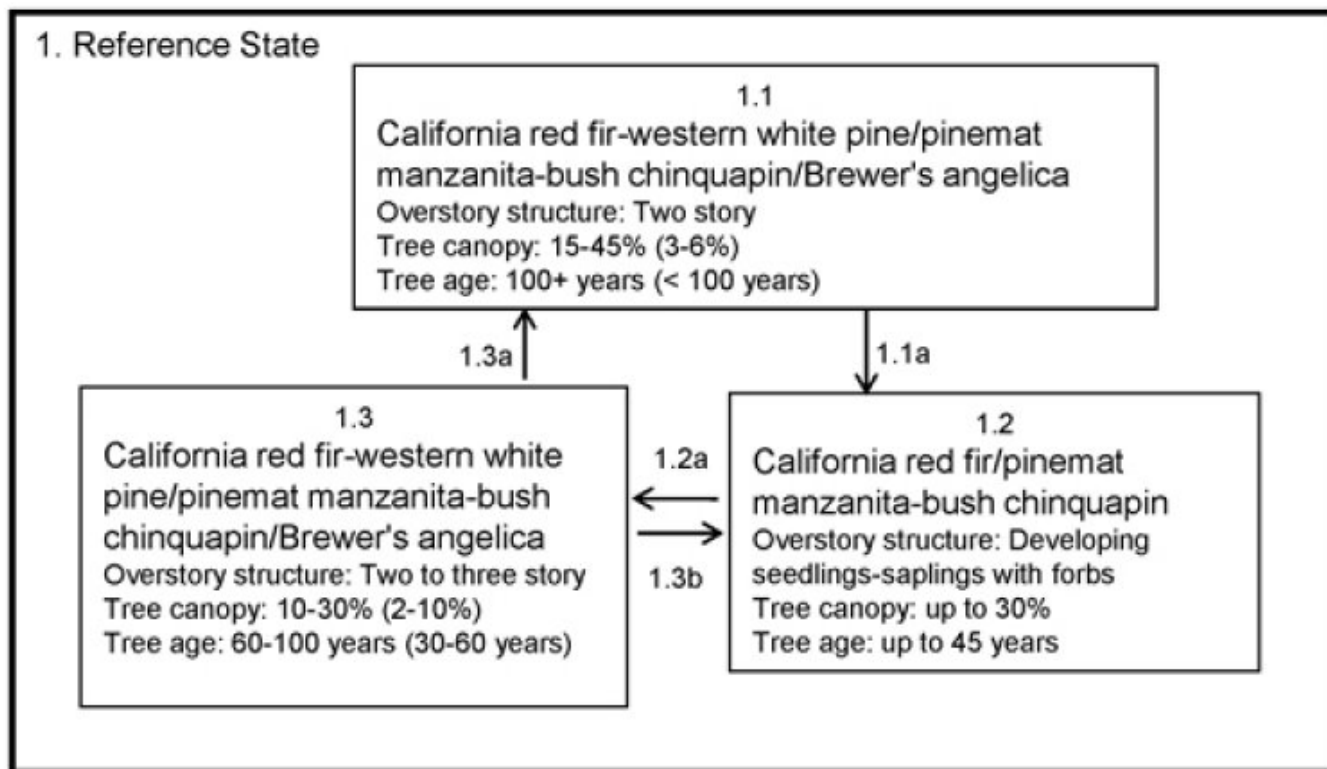 1. Reference State
1.1
California red fir-western white pine/pinemat
manzanita-bush chinquapin/Brewer's angelica
Overstory structure: Two story
Tree canopy: 15-45% (3-6%)
Tree age: 100+ years (< 100 years)
1.3a
1.1a
1.3
California red fir-western white
pine/pinemat manzanita-bush
chinquapin/Brewer's angelica
Overstory structure: Two to three story
Tree canopy: 10-30% (2-10%)
Tree age: 60-100 years (30-60 years)
1.2a
1.3b
1.2
California red fir/pinemat
manzanita-bush chinquapin
Overstory structure: Developing
seedlings-saplings with forbs
Tree canopy: up to 30%
Tree age: up to 45 years